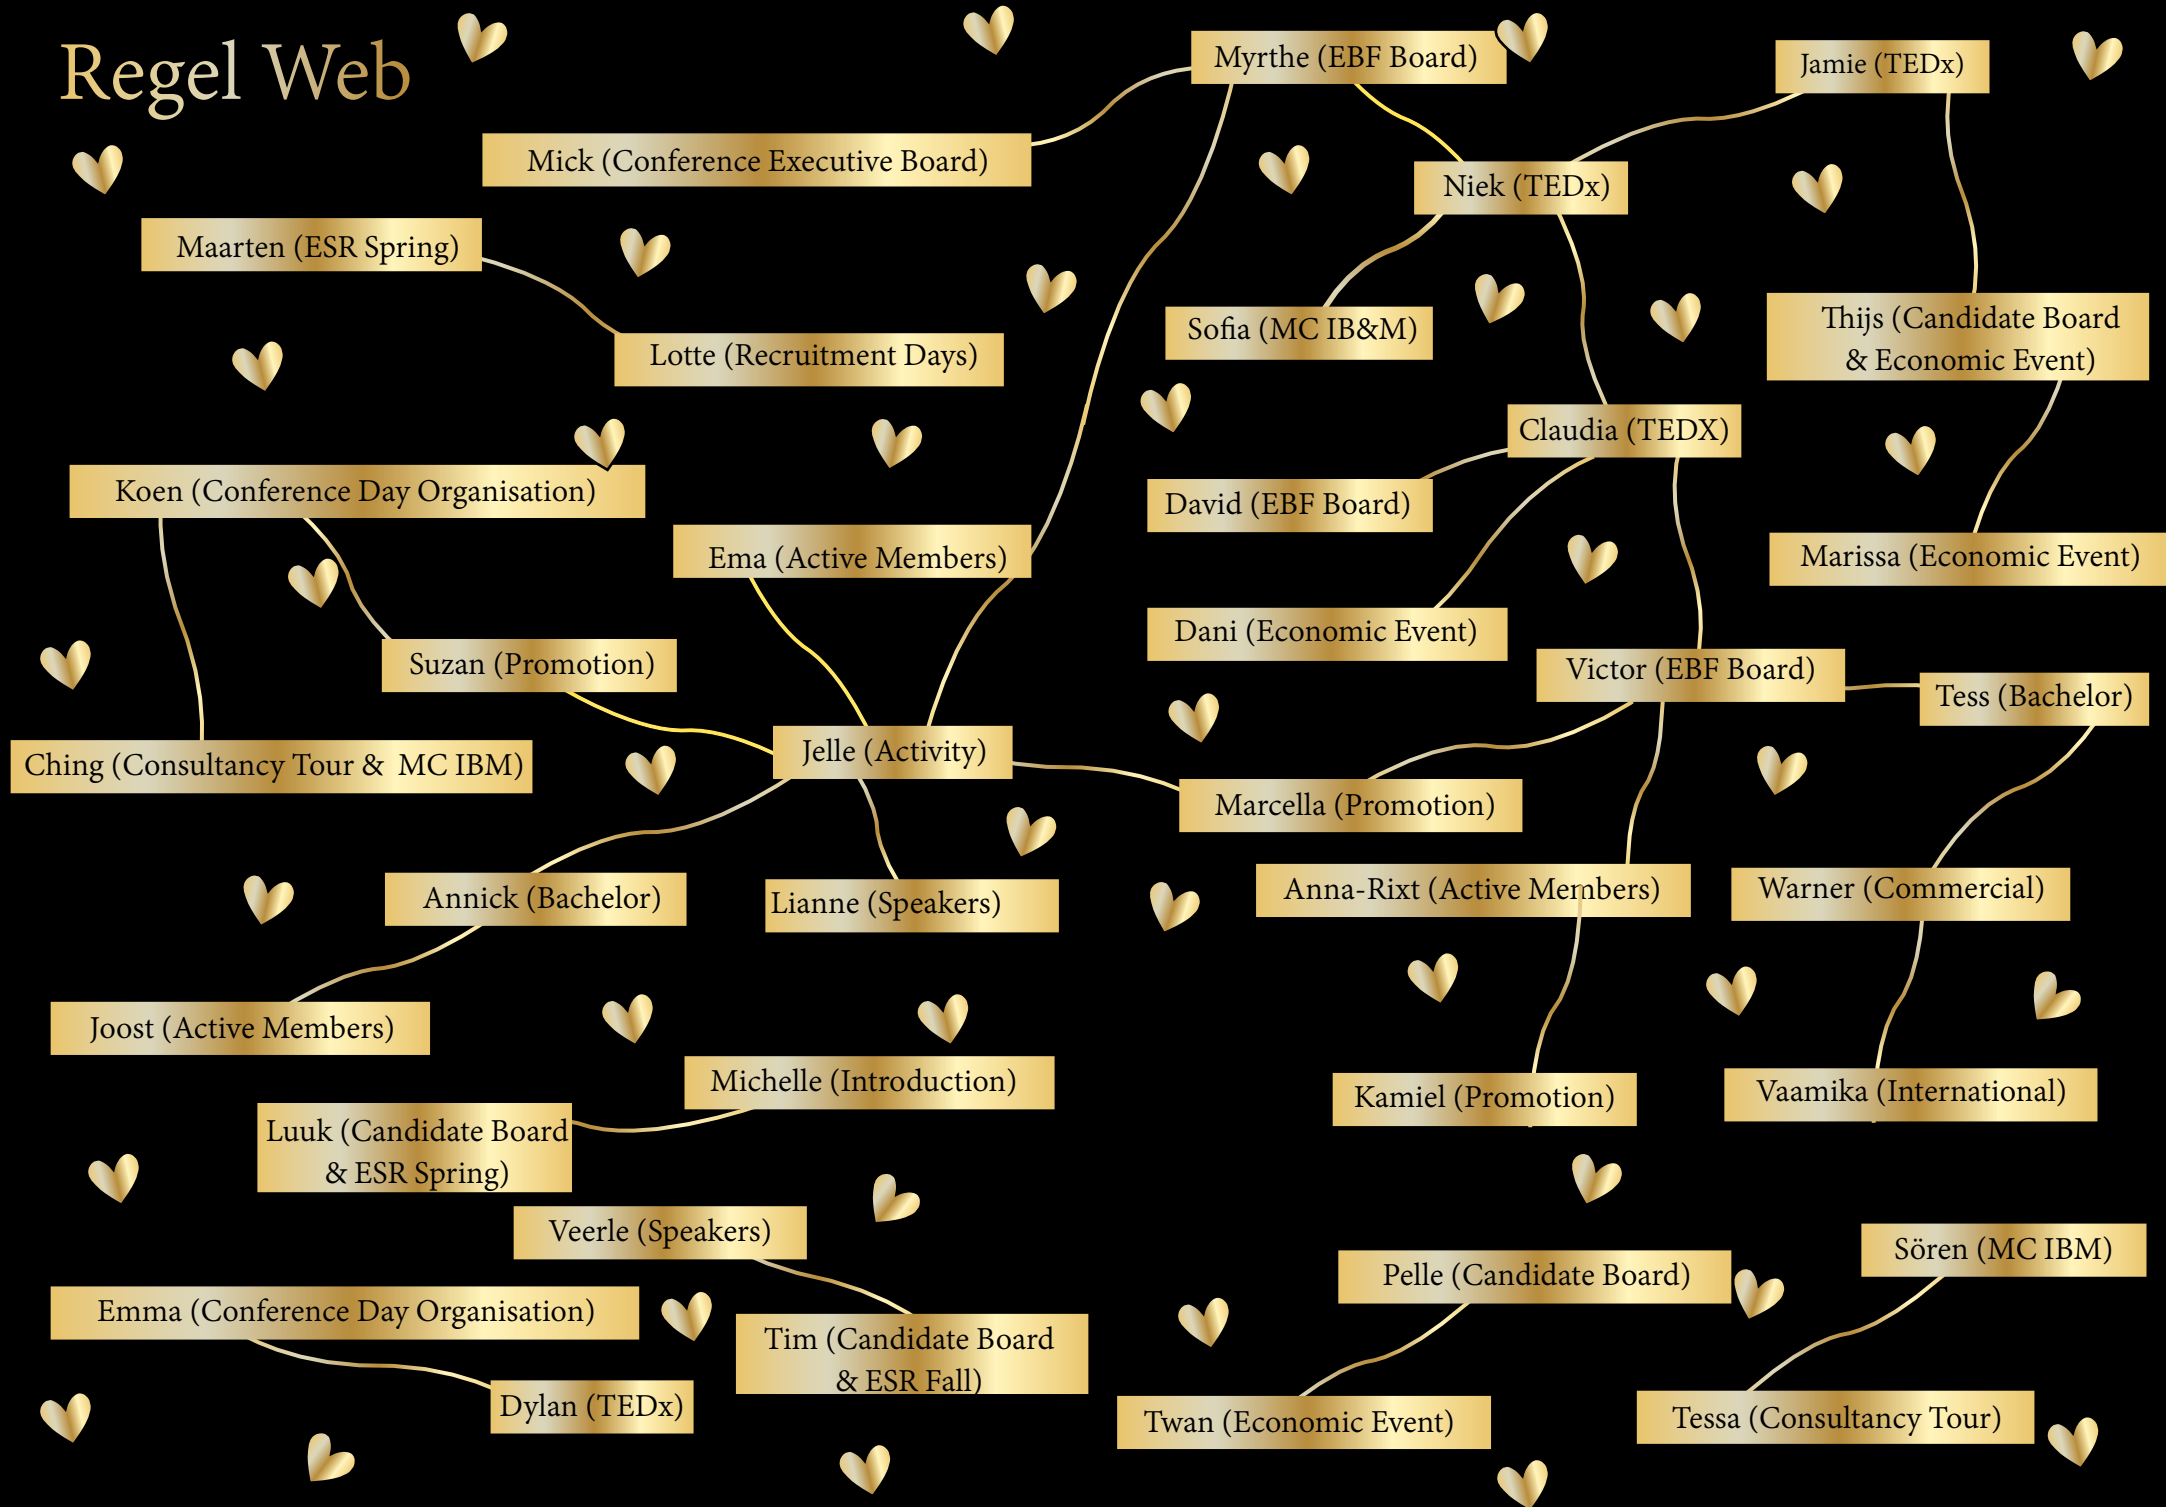 Regel Web
Myrthe (EBF Board)
Jamie (TEDx)
Mick (Conference Executive Board)
Niek (TEDx)
Maarten (ESR Spring)
Sofia (MC IB&M)
Thijs (Candidate Board
& Economic Event)
Lotte (Recruitment Days)
Claudia (TEDX)
Koen (Conference Day Organisation)
David (EBF Board)
Ema (Active Members)
Marissa (Economic Event)
Dani (Economic Event)
Suzan (Promotion)
Victor (EBF Board)
Tess (Bachelor)
Jelle (Activity)
Ching (Consultancy Tour &  MC IBM)
Marcella (Promotion)
Annick (Bachelor)
Lianne (Speakers)
Anna-Rixt (Active Members)
Warner (Commercial)
Joost (Active Members)
Michelle (Introduction)
Kamiel (Promotion)
Vaamika (International)
Luuk (Candidate Board
& ESR Spring)
Veerle (Speakers)
Sören (MC IBM)
Pelle (Candidate Board)
Emma (Conference Day Organisation)
Tim (Candidate Board
& ESR Fall)
Dylan (TEDx)
Twan (Economic Event)
Tessa (Consultancy Tour)